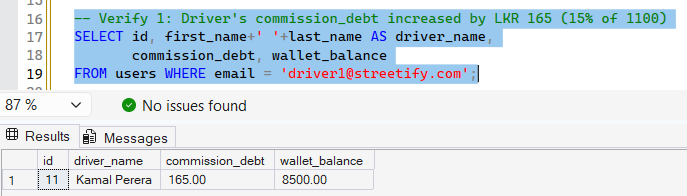 16 -- Verify 1: Driver's commission_debt increased by LKR 165 (15% of 1100)
17 SELECT id, first_name+' '+last_name AS driver_name,
18 commission_debt, wallet_balance
19 FROM users WHERE email = 'driver1@streetify.com';
87 % No issues found
Results Messages
id driver_name commission_debt wallet_balance
1 11 Kamal Perera 165.00 8500.00